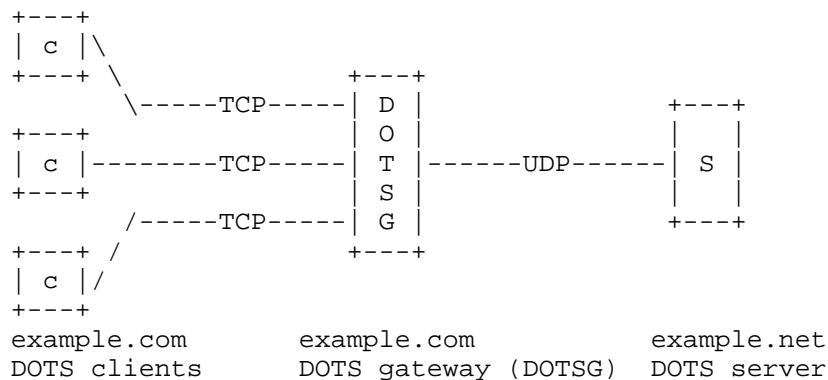 +---+
| c |\
+---+  \                +---+
        \-----TCP-----| D |               +---+
+---+                 | O |               |   |
| c |--------TCP-----| T |------UDP------| S |
+---+                 | S |               |   |
        /-----TCP-----| G |               +---+
+---+  /                +---+
| c |/
+---+
example.com       example.com           example.net
DOTS clients      DOTS gateway (DOTSG)  DOTS server